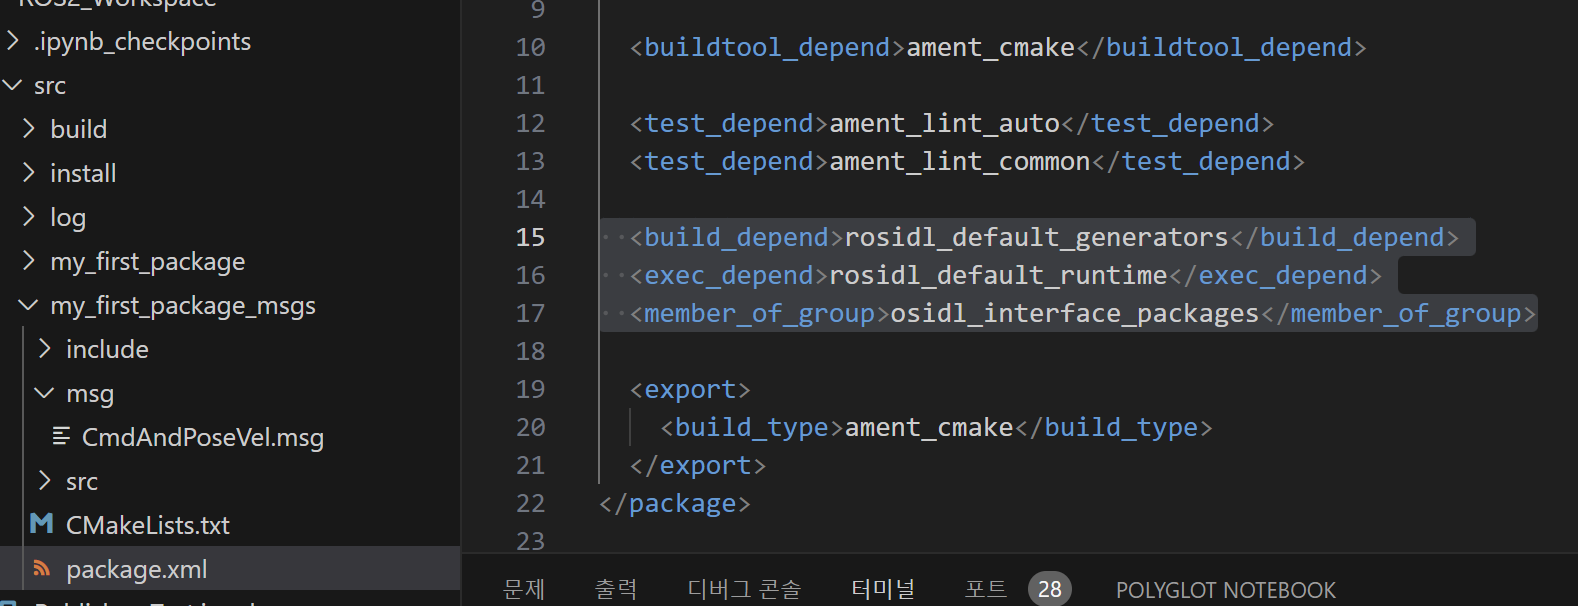 ROS2_Workspace
.ipynb_checkpoints
src
build
install
log
my_first_package
my_first_package_msgs
include
msg
CmdAndPoseVel.msg
src
CMakeLists.txt
package.xml
9
10 <buildtool_depend>ament_cmake</buildtool_depend>
11
12 <test_depend>ament_lint_auto</test_depend>
13 <test_depend>ament_lint_common</test_depend>
14
15 <build_depend>rosidl_default_generators</build_depend>
16 <exec_depend>rosidl_default_runtime</exec_depend>
17 <member_of_group>osidl_interface_packages</member_of_group>
18
19 <export>
20 <build_type>ament_cmake</build_type>
21 </export>
22 </package>
23
문제 출력 디버그 콘솔 터미널 포트 28 POLYGLOT NOTEBOOK